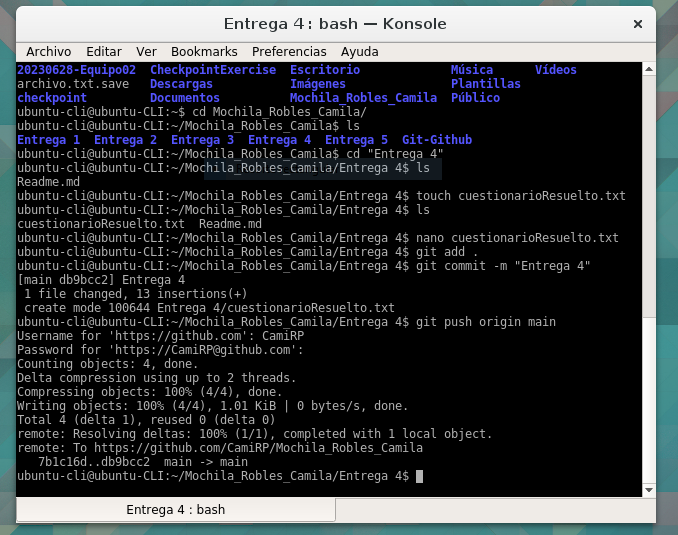 Entrega 4 : bash — Konsole
Archivo Editar Ver Bookmarks Preferencias Ayuda
20230628-Equipo02 CheckpointExercise Escritorio Música Vídeos
archivo.txt.save Descargas Imágenes Plantillas
checkpoint Documentos Mochila_Robles_Camila Público
ubuntu-cli@ubuntu-CLI:~$ cd Mochila_Robles_Camila/
ubuntu-cli@ubuntu-CLI:~/Mochila_Robles_Camila$ ls
Entrega 1 Entrega 2 Entrega 3 Entrega 4 Entrega 5 Git-Github
ubuntu-cli@ubuntu-CLI:~/Mochila_Robles_Camila$ cd "Entrega 4"
ubuntu-cli@ubuntu-CLI:~/Mochila_Robles_Camila/Entrega 4$ ls
Readme.md
ubuntu-cli@ubuntu-CLI:~/Mochila_Robles_Camila/Entrega 4$ touch cuestionarioResuelto.txt
ubuntu-cli@ubuntu-CLI:~/Mochila_Robles_Camila/Entrega 4$ ls
cuestionarioResuelto.txt Readme.md
ubuntu-cli@ubuntu-CLI:~/Mochila_Robles_Camila/Entrega 4$ nano cuestionarioResuelto.txt
ubuntu-cli@ubuntu-CLI:~/Mochila_Robles_Camila/Entrega 4$ git add .
ubuntu-cli@ubuntu-CLI:~/Mochila_Robles_Camila/Entrega 4$ git commit -m "Entrega 4"
[main db9bcc2] Entrega 4
1 file changed, 13 insertions(+)
create mode 100644 Entrega 4/cuestionarioResuelto.txt
ubuntu-cli@ubuntu-CLI:~/Mochila_Robles_Camila/Entrega 4$ git push origin main
Username for 'https://github.com': CamiRP
Password for 'https://CamiRP@github.com':
Counting objects: 4, done.
Delta compression using up to 2 threads.
Compressing objects: 100% (4/4), done.
Writing objects: 100% (4/4), 1.01 KiB | 0 bytes/s, done.
Total 4 (delta 1), reused 0 (delta 0)
remote: Resolving deltas: 100% (1/1), completed with 1 local object.
remote: To https://github.com/CamiRP/Mochila_Robles_Camila
7b1c16d..db9bcc2 main -> main
ubuntu-cli@ubuntu-CLI:~/Mochila_Robles_Camila/Entrega 4$
Entrega 4 : bash